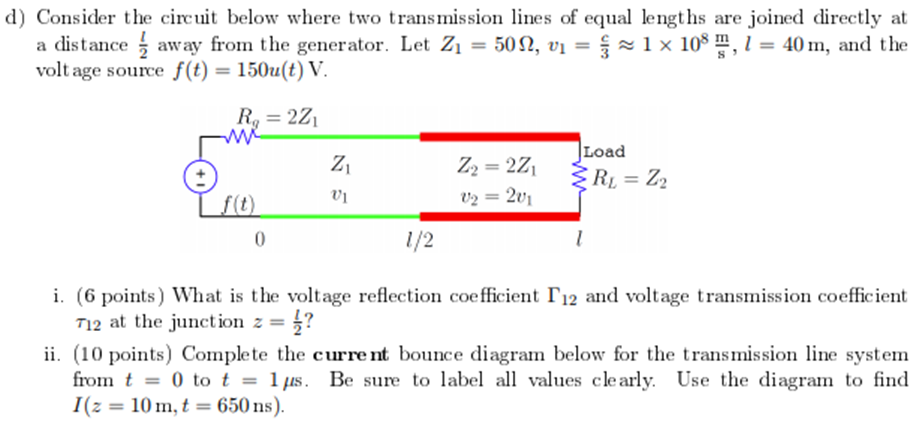 d) Consider the circuit below where two transmission lines of equal lengths are joined directly at
a distance l/2 away from the generator. Let Z₁ = 50 Ω, v₁ = c/3 ≈ 1 × 10⁸ m/s, l = 40 m, and the
voltage source f(t) = 150u(t) V.
R_g = 2Z₁
Load
Z₁ Z₂ = 2Z₁ R_L = Z₂
+
-
f(t) v₁ v₂ = 2v₁
0 l/2 l
i. (6 points) What is the voltage reflection coefficient Γ₁₂ and voltage transmission coefficient
τ₁₂ at the junction z = l/2?
ii. (10 points) Complete the current bounce diagram below for the transmission line system
from t = 0 to t = 1 μs. Be sure to label all values clearly. Use the diagram to find
I(z = 10 m, t = 650 ns).